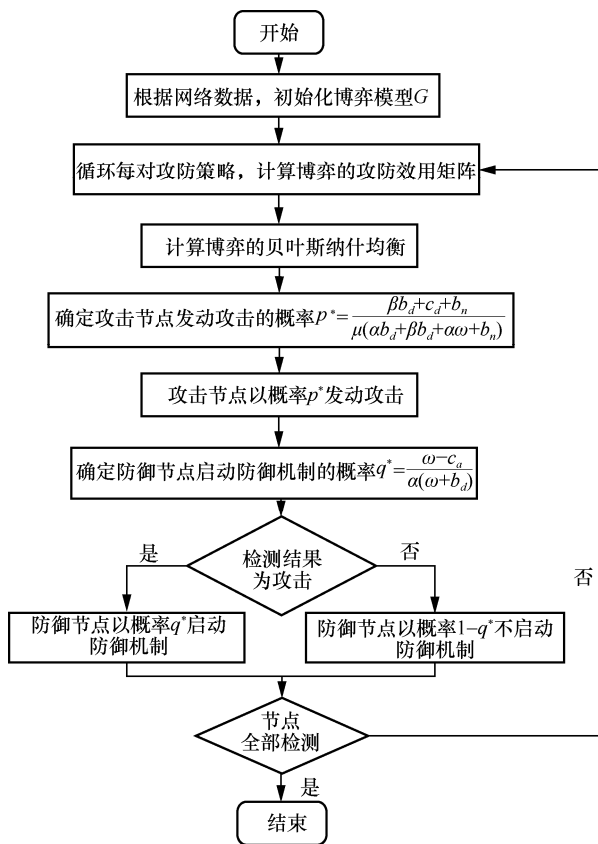 开始
根据网络数据，初始化博弈模型G
循环每对攻防策略，计算博弈的攻防效用矩阵
计算博弈的贝叶斯纳什均衡
确定攻击节点发动攻击的概率p*=(βb_d+c_d+b_n)/(μ(αb_d+βb_d+αω+b_n))
攻击节点以概率p*发动攻击
确定防御节点启动防御机制的概率q*=(ω−c_a)/(α(ω+b_d))
检测结果
为攻击
是
否
否
防御节点以概率q*启动
防御机制
防御节点以概率1−q*不启动
防御机制
节点
全部检测
是
结束